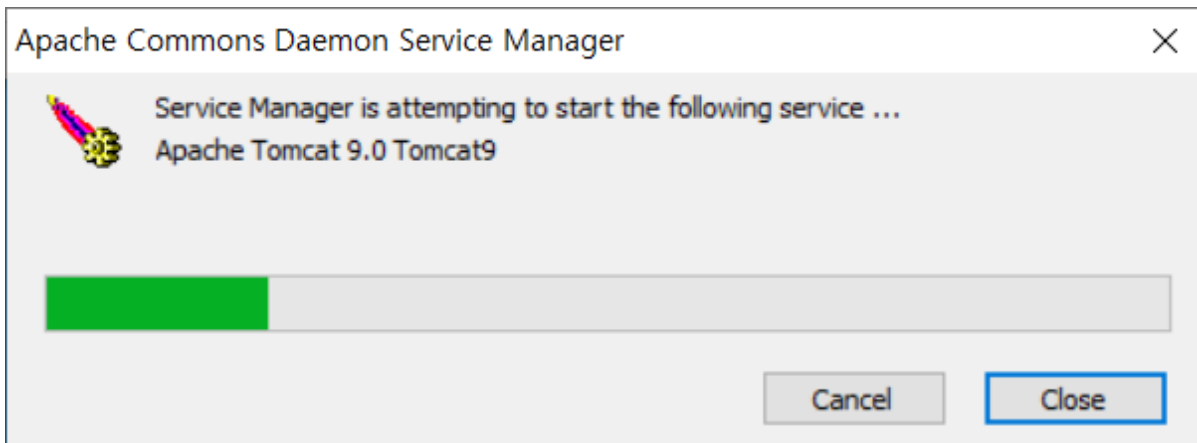 Apache Commons Daemon Service Manager
Service Manager is attempting to start the following service ...
Apache Tomcat 9.0 Tomcat9
Cancel
Close